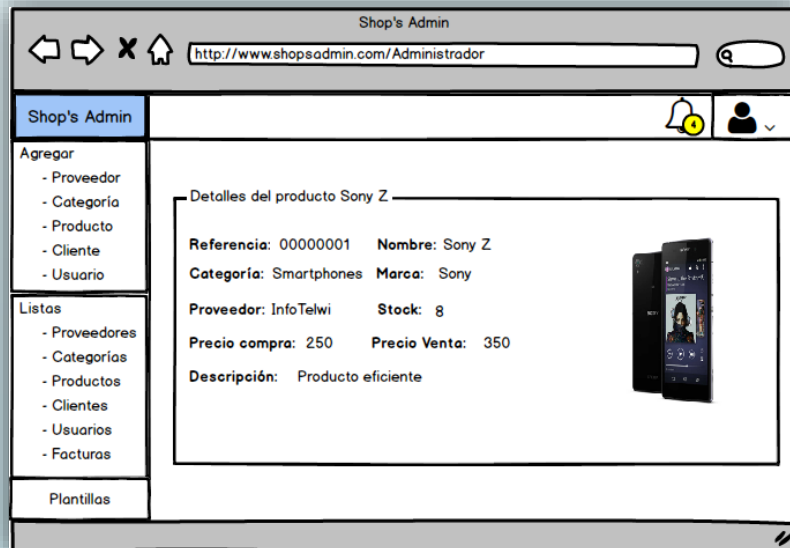 Shop's Admin
http://www.shopsadmin.com/Administrador
Shop's Admin
4
Agregar
- Proveedor
- Categoría
- Producto
- Cliente
- Usuario
Listas
- Proveedores
- Categorías
- Productos
- Clientes
- Usuarios
- Facturas
Plantillas
Detalles del producto Sony Z
Referencia: 00000001 Nombre: Sony Z
Categoría: Smartphones Marca: Sony
Proveedor: InfoTelwi Stock: 8
Precio compra: 250 Precio Venta: 350
Descripción: Producto eficiente
SONY